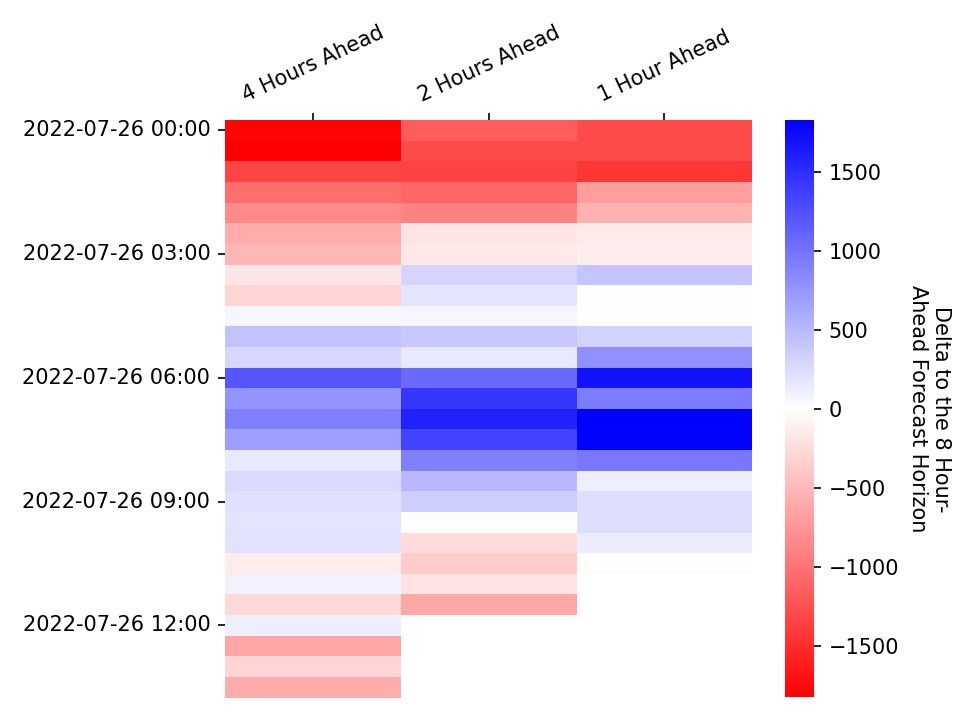 4 Hours Ahead
2 Hours Ahead
1 Hour Ahead
2022-07-26 00:00
2022-07-26 03:00
2022-07-26 06:00
2022-07-26 09:00
2022-07-26 12:00
1500
1000
500
0
−500
−1000
−1500
Delta to the 8 Hour-
Ahead Forecast Horizon